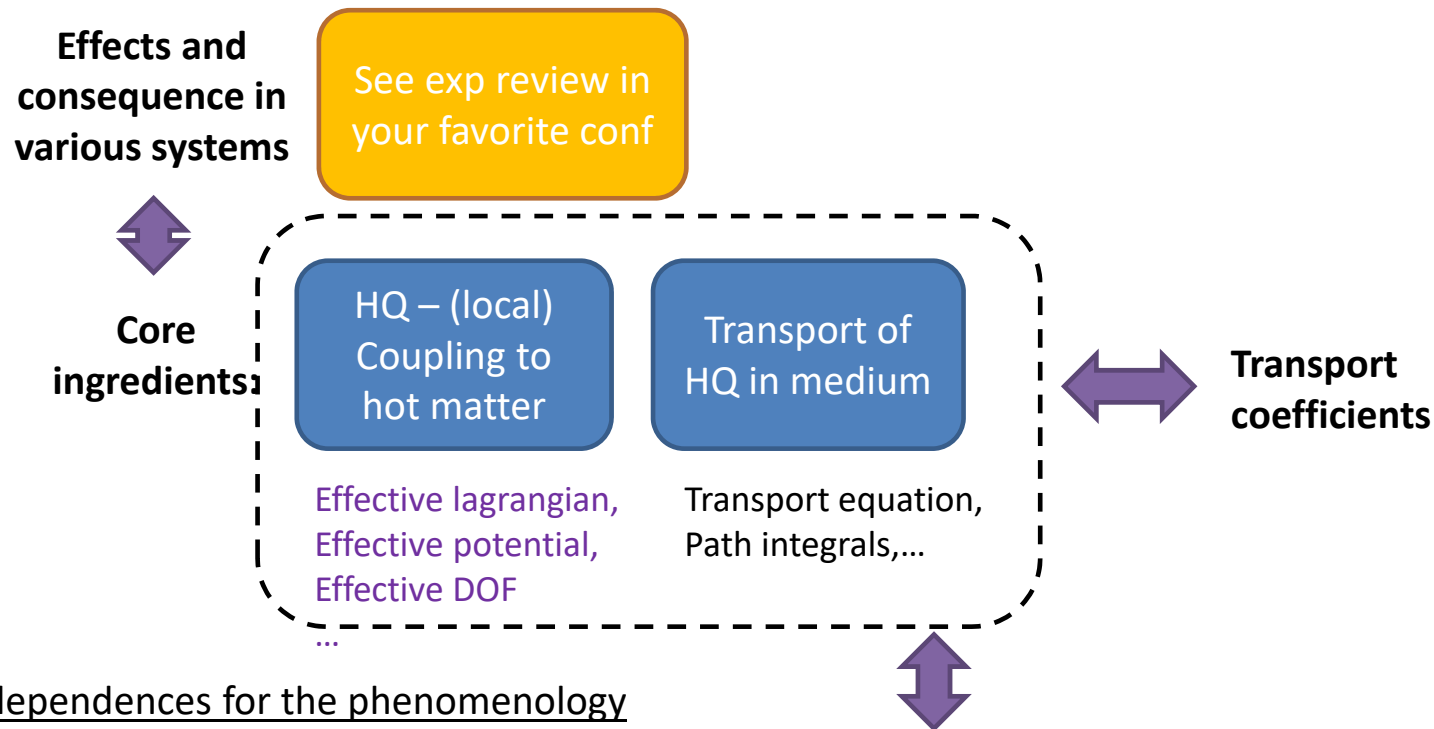 Effects and
consequence in
various systems
See exp review in
your favorite conf
Core
ingredients:
HQ – (local)
Coupling to
hot matter
Transport of
HQ in medium
Transport
coefficients
Effective lagrangian,
Effective potential,
Effective DOF
…
Transport equation,
Path integrals,…
dependences for the phenomenology